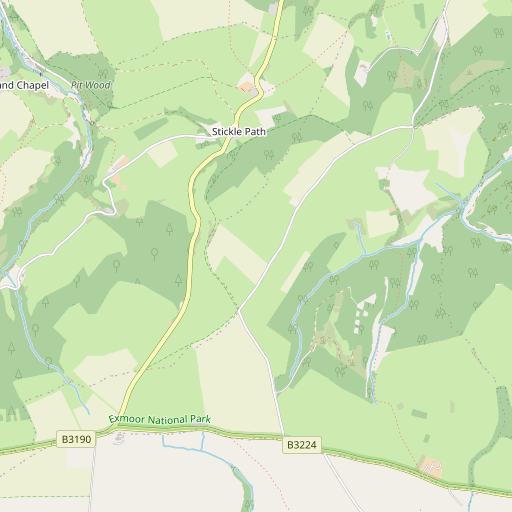 and Chapel
Pit Wood
Stickle Path
Exmoor National Park
B3190
B3224